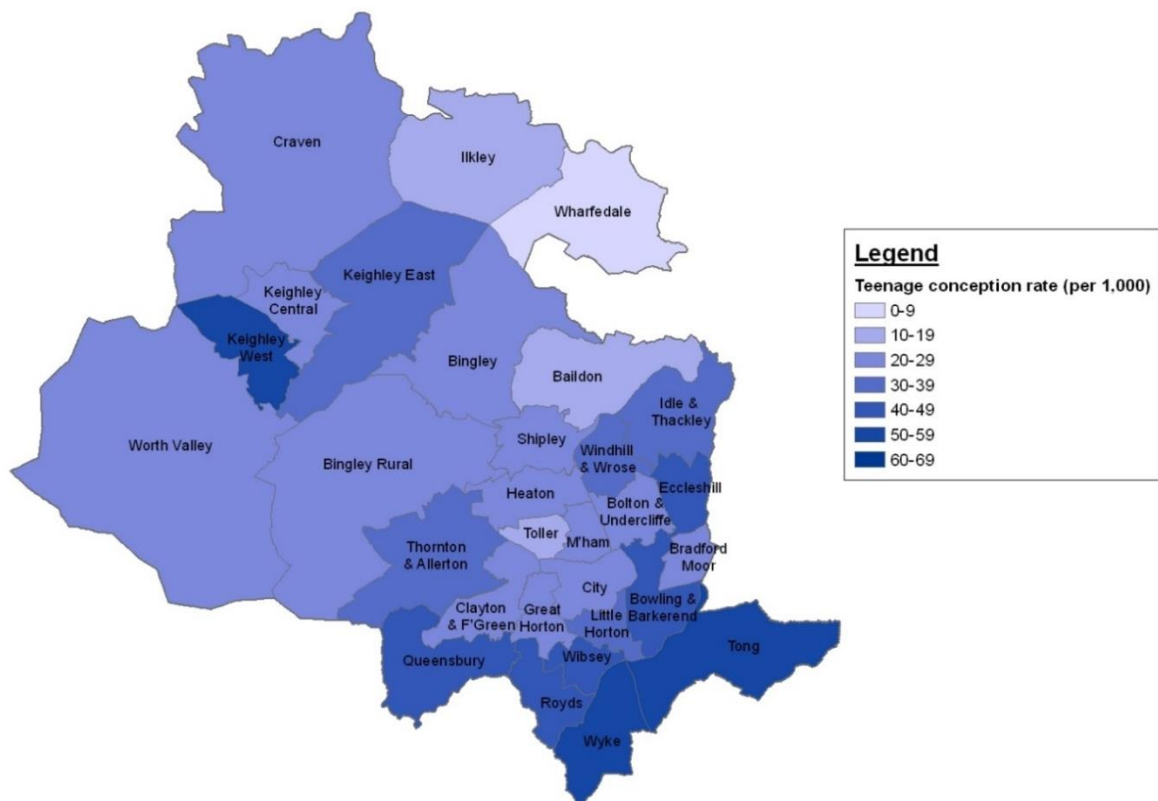 Craven
Ilkley
Wharfedale
Keighley East
Keighley
Central
Keighley
West
Bingley
Baildon
Idle &
Thackley
Worth Valley
Bingley Rural
Shipley
Windhill
& Wrose
Eccleshill
Heaton
Bolton &
Undercliffe
Toller
M'ham
Bradford
Moor
Thornton
& Allerton
City
Clayton
& F'Green
Great
Horton
Little
Horton
Bowling &
Barkerend
Tong
Queensbury
Wibsey
Royds
Wyke
Legend
Teenage conception rate (per 1,000)
0-9
10-19
20-29
30-39
40-49
50-59
60-69